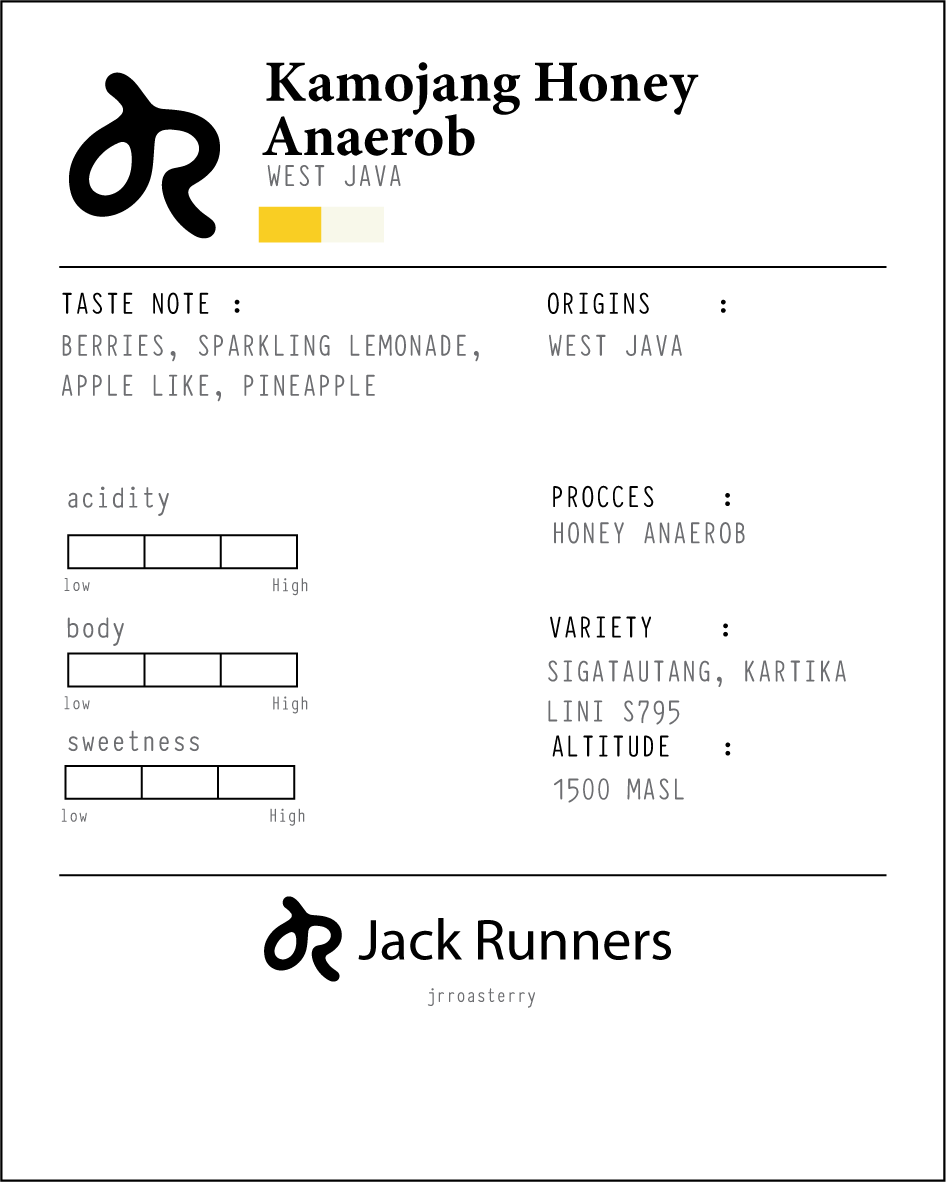 Kamojang Honey
Anaerob
WEST JAVA
TASTE NOTE :
BERRIES, SPARKLING LEMONADE,
APPLE LIKE, PINEAPPLE
ORIGINS :
WEST JAVA
acidity
low High
body
low High
sweetness
low High
PROCCES :
HONEY ANAEROB
VARIETY :
SIGATAUTANG, KARTIKA
LINI S795
ALTITUDE :
1500 MASL
Jack Runners
jrroasterry